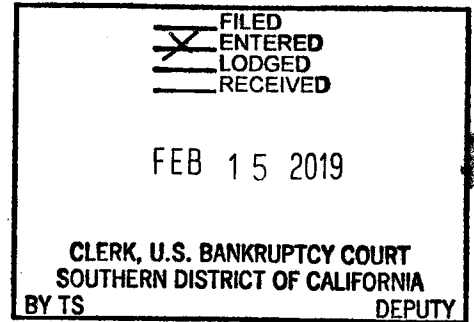 FILED
ENTERED
LODGED
RECEIVED
FEB 15 2019
CLERK, U.S. BANKRUPTCY COURT
SOUTHERN DISTRICT OF CALIFORNIA
BY TS DEPUTY